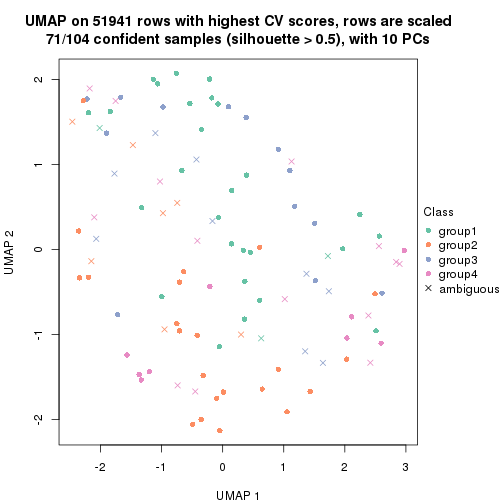 UMAP on 51941 rows with highest CV scores, rows are scaled
71/104 confident samples (silhouette > 0.5), with 10 PCs
UMAP 2
2
1
0
-1
-2
-2
-1
0
1
2
3
UMAP 1
Class
group1
group2
group3
group4
ambiguous